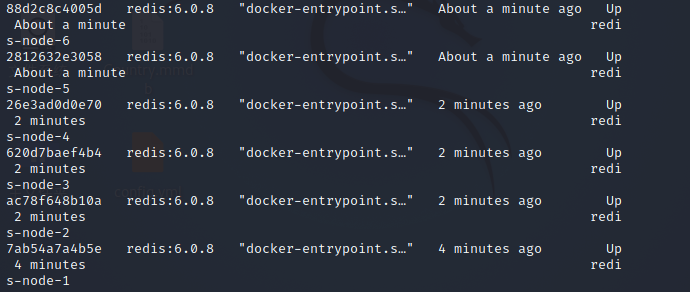 88d2c8c4005d redis:6.0.8 "docker-entrypoint.s…" About a minute ago Up
About a minute redi
s-node-6
2812632e3058 redis:6.0.8 "docker-entrypoint.s…" About a minute ago Up
About a minute redi
s-node-5
26e3ad0d0e70 redis:6.0.8 "docker-entrypoint.s…" 2 minutes ago Up
2 minutes redi
s-node-4
620d7baef4b4 redis:6.0.8 "docker-entrypoint.s…" 2 minutes ago Up
2 minutes redi
s-node-3
ac78f648b10a redis:6.0.8 "docker-entrypoint.s…" 2 minutes ago Up
2 minutes redi
s-node-2
7ab54a7a4b5e redis:6.0.8 "docker-entrypoint.s…" 4 minutes ago Up
4 minutes redi
s-node-1